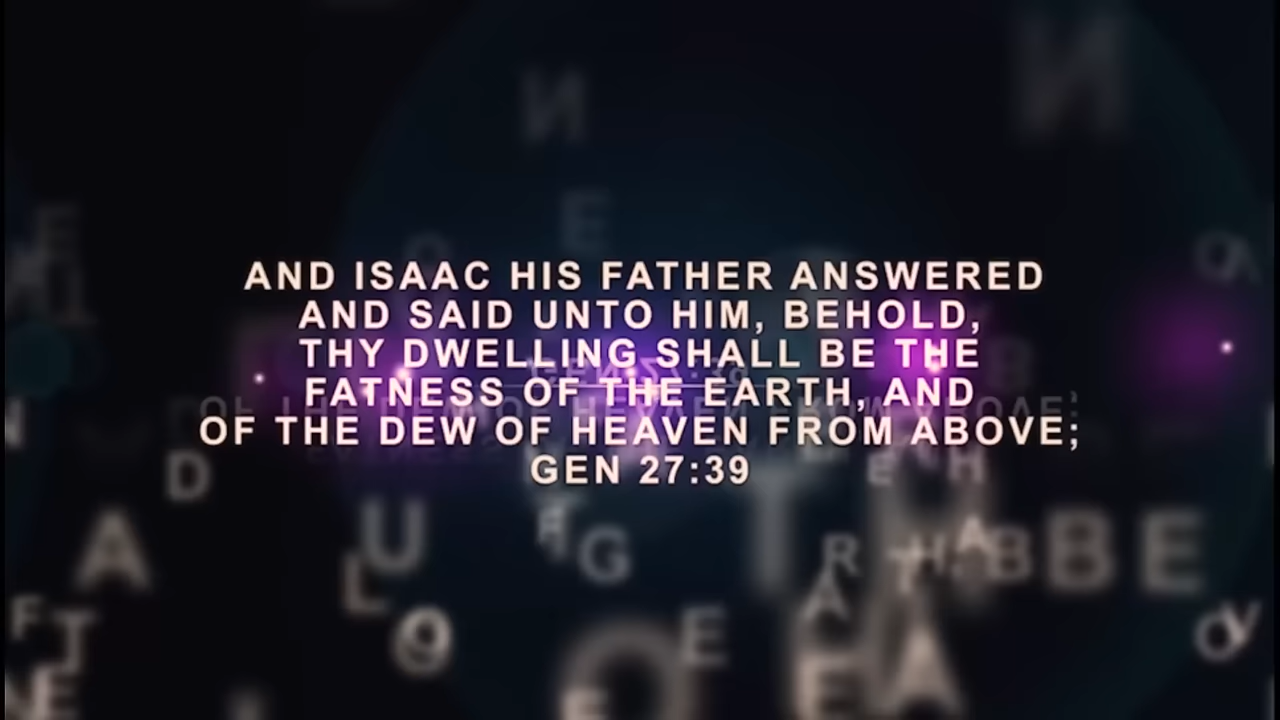 AND ISAAC HIS FATHER ANSWERED
AND SAID UNTO HIM, BEHOLD,
THY DWELLING SHALL BE THE
FATNESS OF THE EARTH, AND
OF THE DEW OF HEAVEN FROM ABOVE;
GEN 27:39